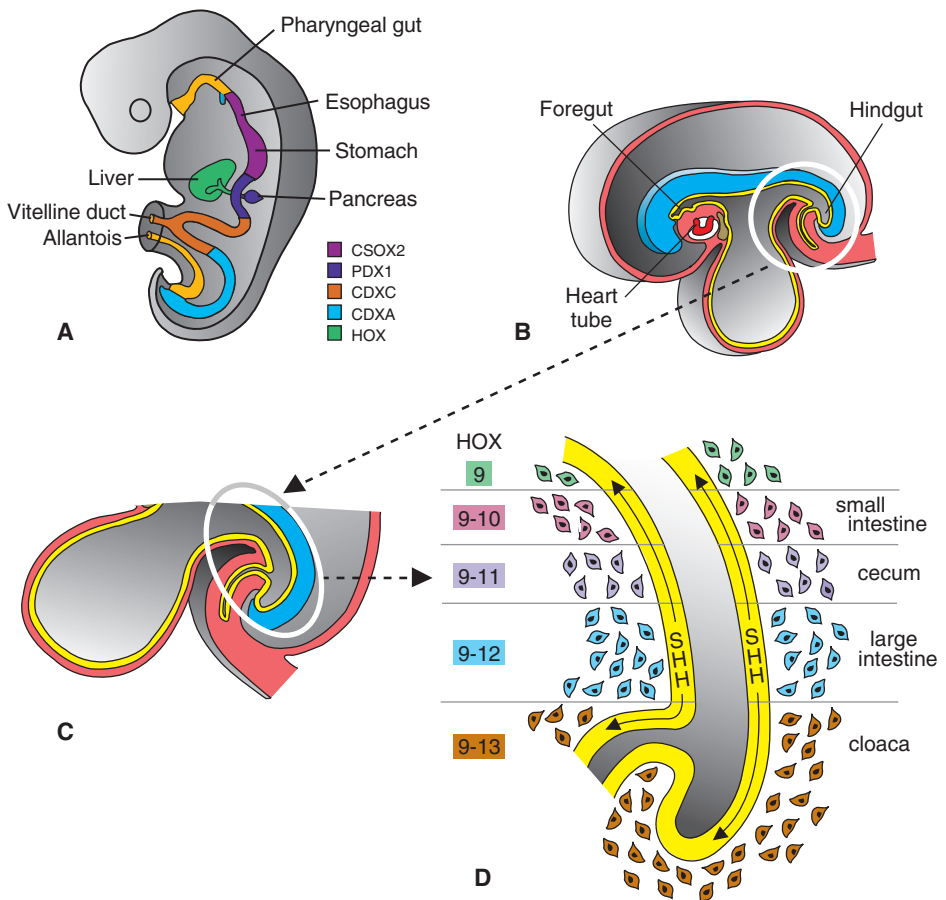 Pharyngeal gut
Esophagus
Stomach
Liver
Pancreas
Vitelline duct
Allantois
CSOX2
PDX1
CDXC
CDXA
HOX
A
Foregut
Hindgut
Heart
tube
B
C
HOX
9
9-10
small
intestine
9-11
cecum
9-12
large
intestine
SHH
SHH
9-13
cloaca
D